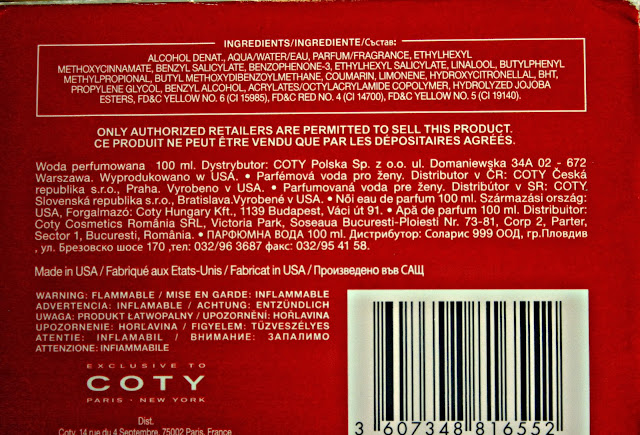 INGREDIENTS/INGREDIENTE/Състав:
ALCOHOL DENAT., AQUA/WATER/EAU, PARFUM/FRAGRANCE, ETHYLHEXYL
METHOXYCINNAMATE, BENZYL SALICYLATE, BENZOPHENONE-3, ETHYLHEXYL SALICYLATE, LINALOOL, BUTYLPHENYL
METHYLPROPIONAL, BUTYL METHOXYDIBENZOYLMETHANE, COUMARIN, LIMONENE, HYDROXYCITRONELLAL, BHT,
PROPYLENE GLYCOL, BENZYL ALCOHOL, ACRYLATES/OCTYLACRYLAMIDE COPOLYMER, HYDROLYZED JOJOBA
ESTERS, FD&C YELLOW NO. 6 (CI 15985), FD&C RED NO. 4 (CI 14700), FD&C YELLOW NO. 5 (CI 19140).
ONLY AUTHORIZED RETAILERS ARE PERMITTED TO SELL THIS PRODUCT.
CE PRODUIT NE PEUT ÊTRE VENDU QUE PAR LES DÉPOSITAIRES AGRÉÉS.
Woda perfumowana 100 ml. Dystrybutor: COTY Polska Sp. z o.o. ul. Domaniewska 34A 02 - 672
Warszawa. Wyprodukowano w USA. • Parfémová voda pro ženy. Distributor v ČR: COTY Česká
republika s.r.o., Praha. Vyrobeno v USA. • Parfumovaná voda pre ženy. Distribútor v SR: COTY
Slovenská republika s.r.o., Bratislava.Vyrobené v USA. • Női eau de parfum 100 ml. Származási ország:
USA, Forgalmazó: Coty Hungary Kft., 1139 Budapest, Váci út 91. • Apă de parfum 100 ml. Distribuitor:
Coty Cosmetics România SRL, Victoria Park, Soseaua Bucuresti-Ploiesti Nr. 73-81, Corp 2, Parter,
Sector 1, Bucuresti, România. • ПАРФЮМНА ВОДА 100 ml. Дистрибутор: Соларис 999 ООД, гр.Пловдив
, ул. Брезовско шосе 170 ,тел: 032/96 3687 факс: 032/95 41 58.
Made in USA / Fabriqué aux Etats-Unis / Fabricat in USA / Произведено във САЩ
WARNING: FLAMMABLE / MISE EN GARDE: INFLAMMABLE
ADVERTENCIA: INFLAMABLE / ACHTUNG: ENTZÜNDLICH
UWAGA: PRODUKT ŁATWOPALNY / UPOZORNĚNÍ: HOŘLAVINA
UPOZORNENIE: HORLAVINA / FIGYELEM: TŰZVESZÉLYES
ATENTIE: INFLAMABIL / ВНИМАНИЕ: ЗАПАЛИМО
ATTENZIONE: INFIAMMABILE
EXCLUSIVE TO
COTY
PARIS - NEW YORK
Dist.
Coty, 14 rue du 4 Septembre, 75002 Paris, France
3 607348 816552